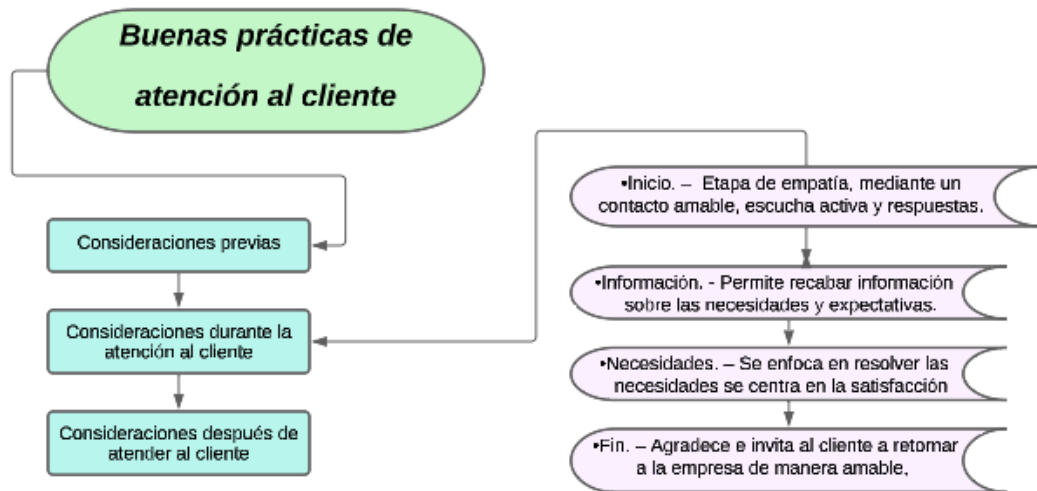 Buenas prácticas de
atención al cliente
Consideraciones previas
Consideraciones durante la
atención al cliente
Consideraciones después de
atender al cliente
•Inicio. – Etapa de empatía, mediante un
contacto amable, escucha activa y respuestas.
•Información. - Permite recabar información
sobre las necesidades y expectativas.
•Necesidades. – Se enfoca en resolver las
necesidades se centra en la satisfacción
•Fin. – Agradece e invita al cliente a retornar
a la empresa de manera amable,